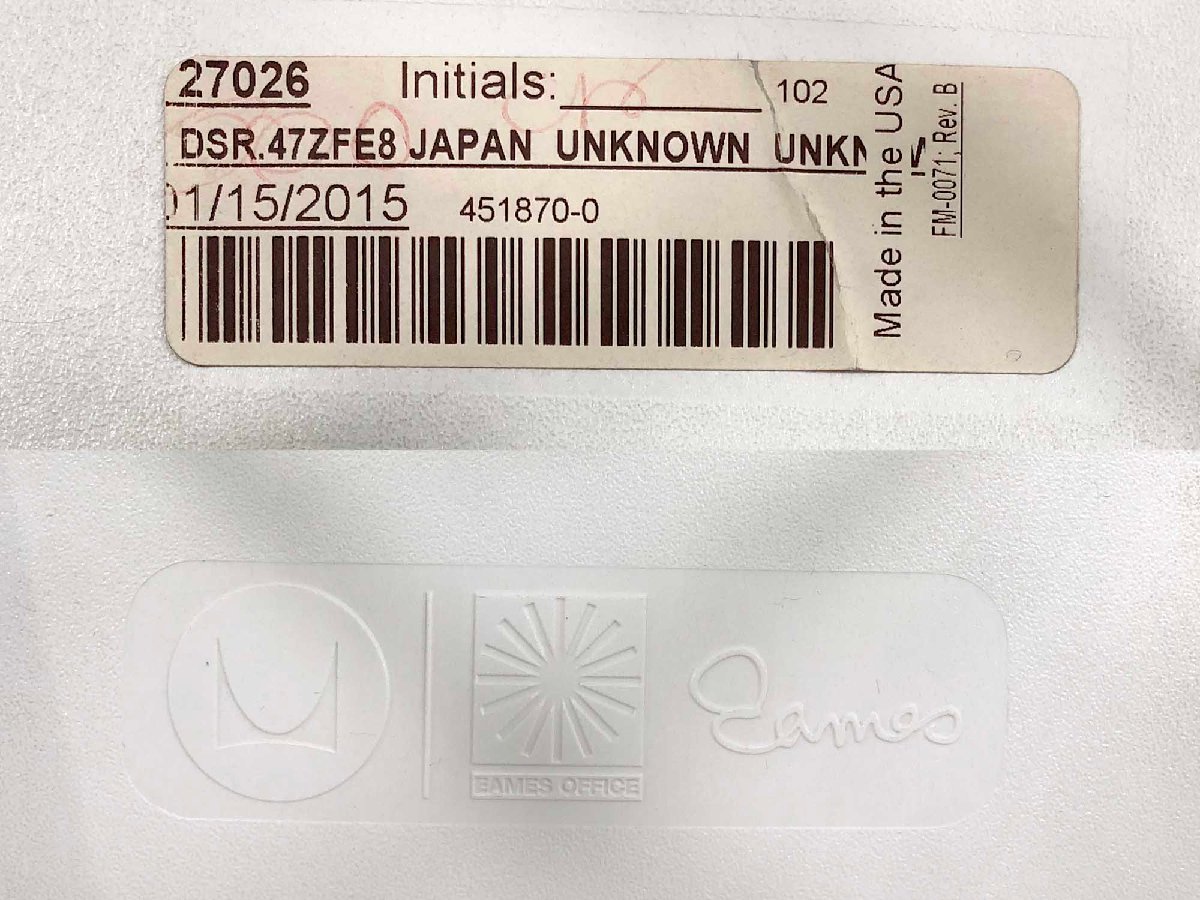 27026 Initials: 102
DSR.47ZFE8 JAPAN UNKNOWN UNKN
01/15/2015 451870-0
Made in the USA
FM-0071; Rev. B
EAMES OFFICE
Eames